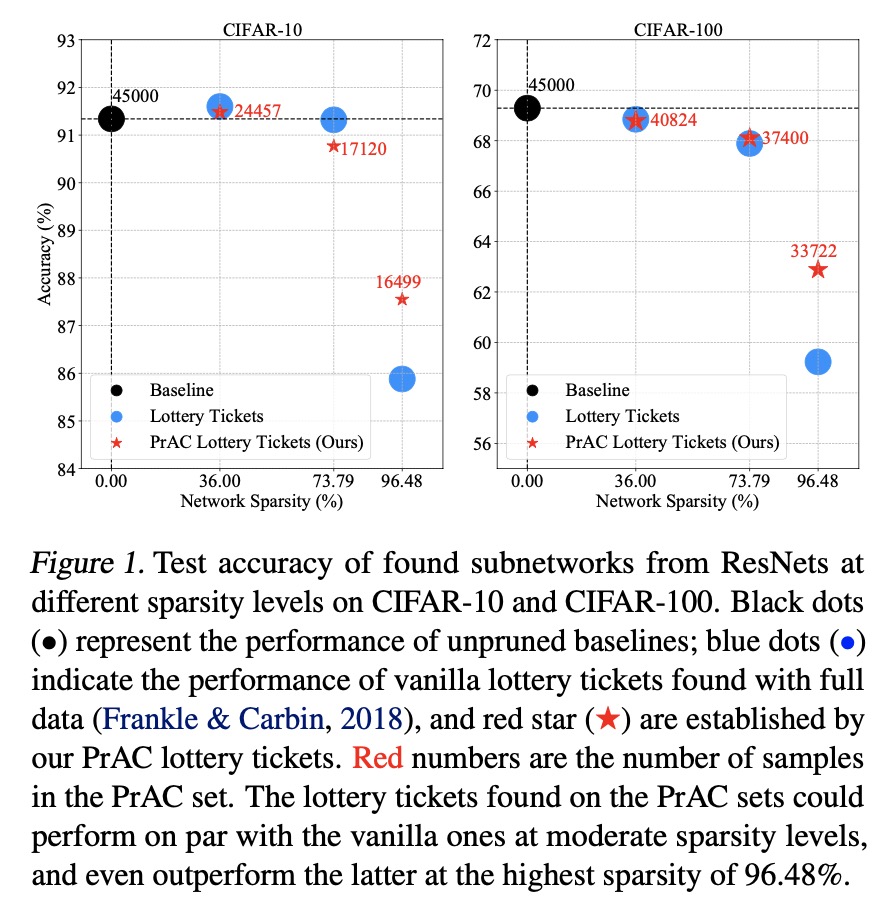 CIFAR-10
93
92
91
90
89
88
87
86
85
84
Accuracy (%)
45000
24457
17120
16499
Baseline
Lottery Tickets
PrAC Lottery Tickets (Ours)
0.00 36.00 73.79 96.48
Network Sparsity (%)
CIFAR-100
72
70
68
66
64
62
60
58
56
45000
40824
37400
33722
Baseline
Lottery Tickets
PrAC Lottery Tickets (Ours)
0.00 36.00 73.79 96.48
Network Sparsity (%)
Figure 1. Test accuracy of found subnetworks from ResNets at
different sparsity levels on CIFAR-10 and CIFAR-100. Black dots
(●) represent the performance of unpruned baselines; blue dots (●)
indicate the performance of vanilla lottery tickets found with full
data (Frankle & Carbin, 2018), and red star (★) are established by
our PrAC lottery tickets. Red numbers are the number of samples
in the PrAC set. The lottery tickets found on the PrAC sets could
perform on par with the vanilla ones at moderate sparsity levels,
and even outperform the latter at the highest sparsity of 96.48%.